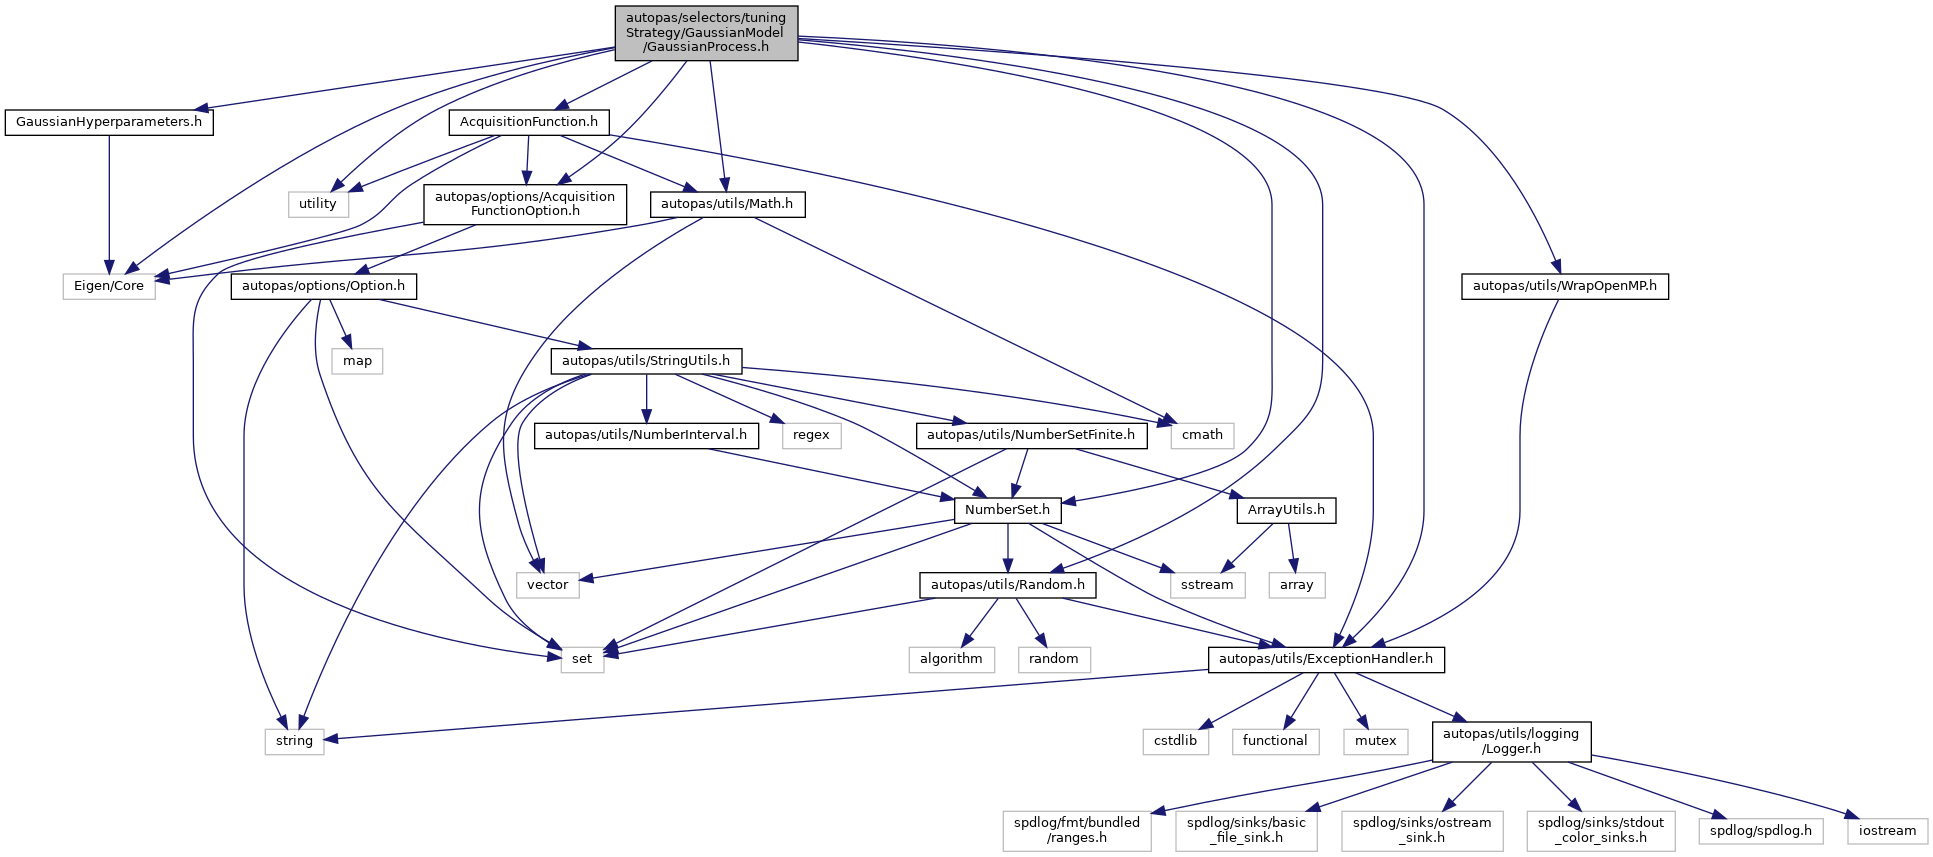 autopas/selectors/tuning
Strategy/GaussianModel
/GaussianProcess.h
GaussianHyperparameters.h
AcquisitionFunction.h
utility
autopas/options/Acquisition
FunctionOption.h
autopas/utils/Math.h
Eigen/Core
autopas/options/Option.h
autopas/utils/WrapOpenMP.h
map
autopas/utils/StringUtils.h
autopas/utils/NumberInterval.h
regex
autopas/utils/NumberSetFinite.h
cmath
NumberSet.h
ArrayUtils.h
vector
autopas/utils/Random.h
sstream
array
set
algorithm
random
autopas/utils/ExceptionHandler.h
string
cstdlib
functional
mutex
autopas/utils/logging
/Logger.h
spdlog/fmt/bundled
/ranges.h
spdlog/sinks/basic
_file_sink.h
spdlog/sinks/ostream
_sink.h
spdlog/sinks/stdout
_color_sinks.h
spdlog/spdlog.h
iostream